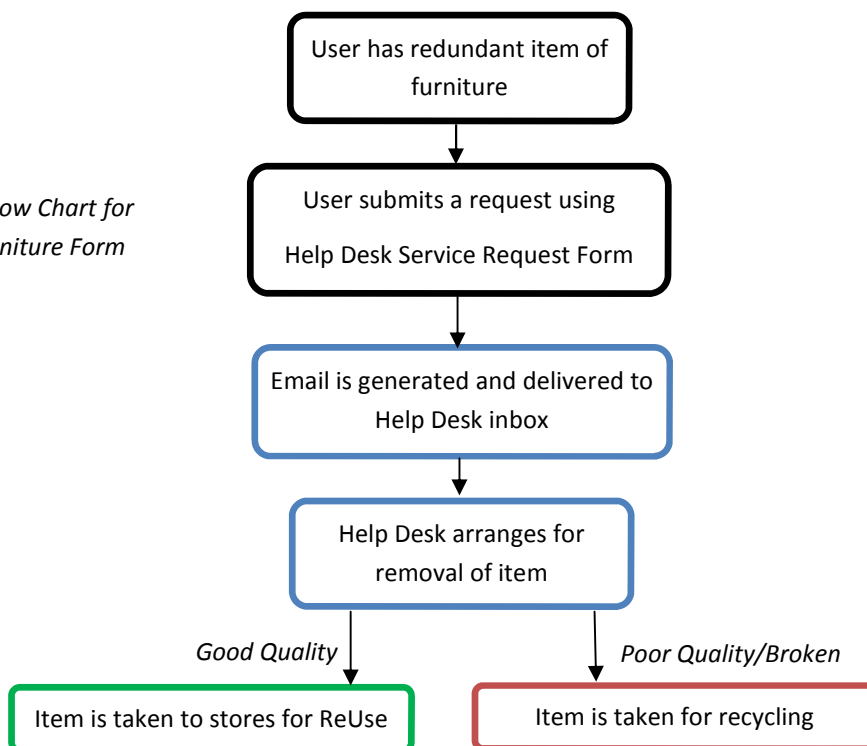 User has redundant item of
furniture
User submits a request using
Help Desk Service Request Form
ow Chart for
niture Form
Email is generated and delivered to
Help Desk inbox
Help Desk arranges for
removal of item
Good Quality
Poor Quality/Broken
Item is taken to stores for ReUse
Item is taken for recycling